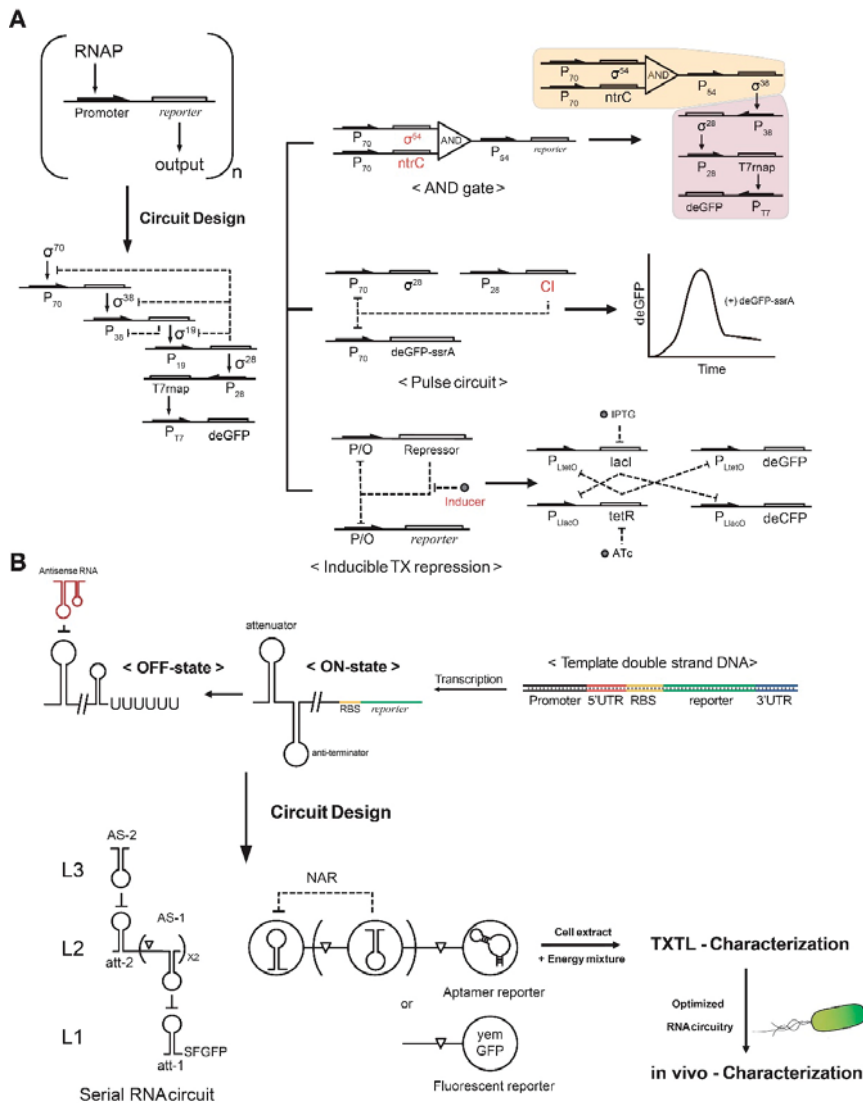 A
RNAP
Promoter
reporter
output
n
Circuit Design
σ70
P70
σ38
P38
σ19
P19
σ28
T7rnap
P28
PT7
deGFP
P70
σ54
AND
P70
ntrC
P54
reporter
< AND gate>
P70
σ54
AND
P70
ntrC
P54
σ38
σ28
P38
P28
T7rnap
deGFP
PT7
P70
σ28
P28
CI
P70
deGFP-ssrA
<Pulse circuit>
deGFP
(+) deGFP-ssrA
Time
P/O
Repressor
Inducer
P/O
reporter
< Inducible TX repression>
IPTG
PLtetO
lacI
PLtetO
deGFP
PLlacO
tetR
PLlacO
deCFP
ATc
B
Antisense RNA
< OFF-state>
UUUUUU
attenuator
<ON-state>
RBS
reporter
anti-terminator
Transcription
< Template double strand DNA>
Promoter 5'UTR RBS reporter 3'UTR
Circuit Design
AS-2
L3
L2
AS-1
att-2
X2
L1
att-1
SFGFP
Serial RNA circuit
NAR
Aptamer reporter
or
yem
GFP
Fluorescent reporter
Cell extract
+ Energy mixture
TXTL - Characterization
Optimized
RNA circuitry
in vivo - Characterization